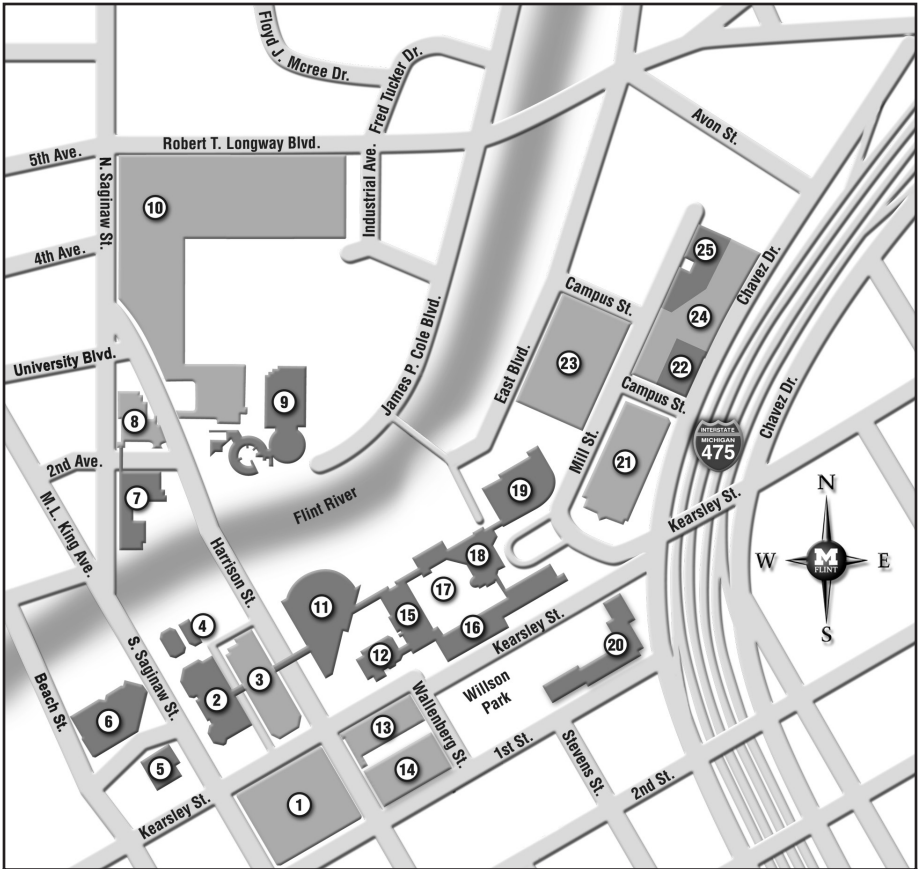 Floyd J. Mcree Dr.
Fred Tucker Dr.
Avon St.
5th Ave.
Robert T. Longway Blvd.
N. Saginaw St.
Industrial Ave.
10
4th Ave.
25
Chavez Dr.
Campus St.
24
James P. Cole Blvd.
University Blvd.
East Blvd.
23
22
Campus St.
Chavez Dr.
9
8
INTERSTATE
MICHIGAN
475
Mill St.
21
2nd Ave.
7
19
N
Kearsley St.
Flint River
M.L. King Ave.
Harrison St.
18
W
M
FLINT
E
17
11
15
16
S
4
Kearsley St.
20
12
3
2
S. Saginaw St.
Beach St.
Willson
Park
Wallenberg St.
6
13
1st St.
Stevens St.
5
14
2nd St.
1
Kearsley St.